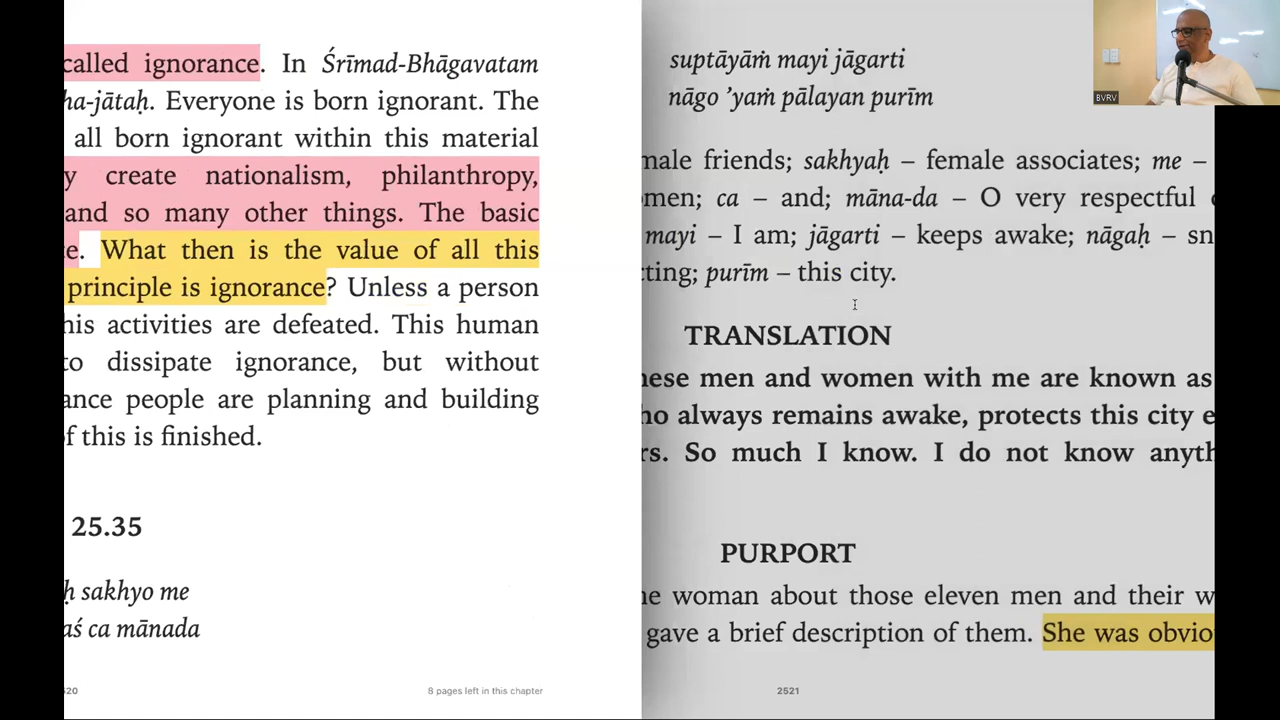 called ignorance. In Śrīmad-Bhāgavatam
ha-jātaḥ. Everyone is born ignorant. The
all born ignorant within this material
y create nationalism, philanthropy,
and so many other things. The basic
e. What then is the value of all this
principle is ignorance? Unless a person
his activities are defeated. This human
to dissipate ignorance, but without
ance people are planning and building
of this is finished.
25.35
ḥ sakhyo me
aś ca mānada
520
8 pages left in this chapter
suptāyāṁ mayi jāgarti
nāgo ’yaṁ pālayan purīm
male friends; sakhyaḥ – female associates; me –
omen; ca – and; māna-da – O very respectful
mayi – I am; jāgarti – keeps awake; nāgaḥ – sn
cting; purīm – this city.
TRANSLATION
hese men and women with me are known as
ho always remains awake, protects this city e
rs. So much I know. I do not know anyth
PURPORT
he woman about those eleven men and their w
gave a brief description of them. She was obvio
2521
BVRV